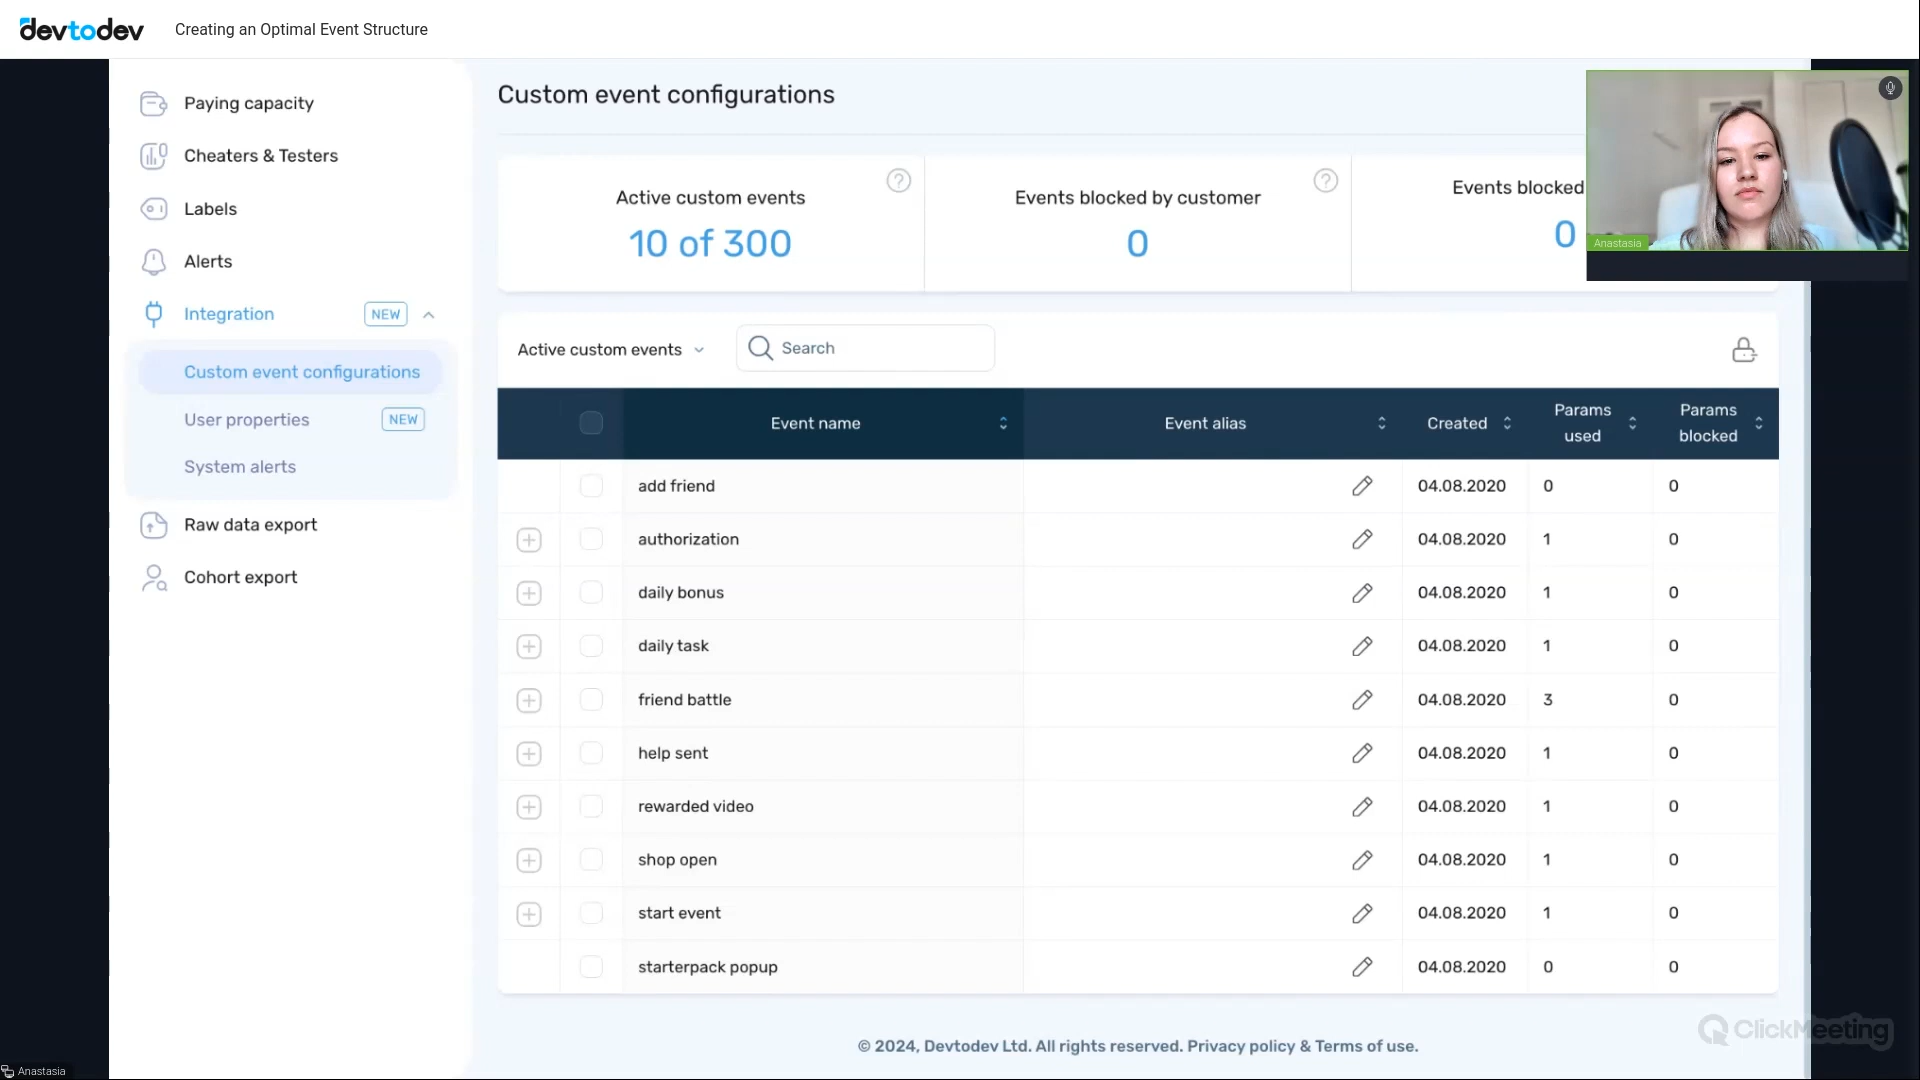 devtodev
Creating an Optimal Event Structure
Paying capacity
Cheaters & Testers
Labels
Alerts
Integration NEW
Custom event configurations
User properties NEW
System alerts
Raw data export
Cohort export
Custom event configurations
Active custom events
10 of 300
Events blocked by customer
0
Events blocked
0
Anastasia
Active custom events
Search
Event name Event alias Created Params used Params blocked
add friend 04.08.2020 0 0
authorization 04.08.2020 1 0
daily bonus 04.08.2020 1 0
daily task 04.08.2020 1 0
friend battle 04.08.2020 3 0
help sent 04.08.2020 1 0
rewarded video 04.08.2020 1 0
shop open 04.08.2020 1 0
start event 04.08.2020 1 0
starterpack popup 04.08.2020 0 0
© 2024, Devtodev Ltd. All rights reserved. Privacy policy & Terms of use.
ClickMeeting
Anastasia